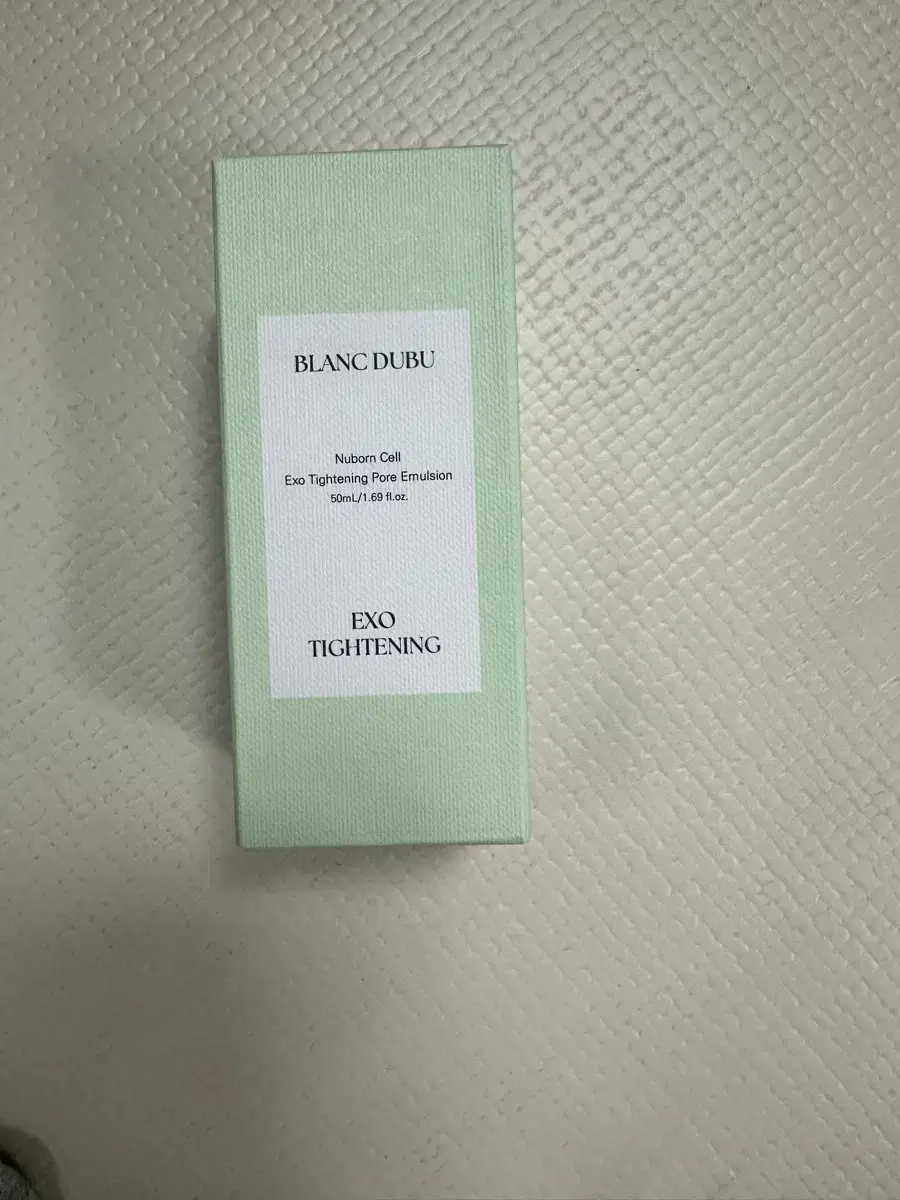 BLANC DUBU
Nuborn Cell
Exo Tightening Pore Emulsion
50mL/1.69 fl.oz.
EXO
TIGHTENING